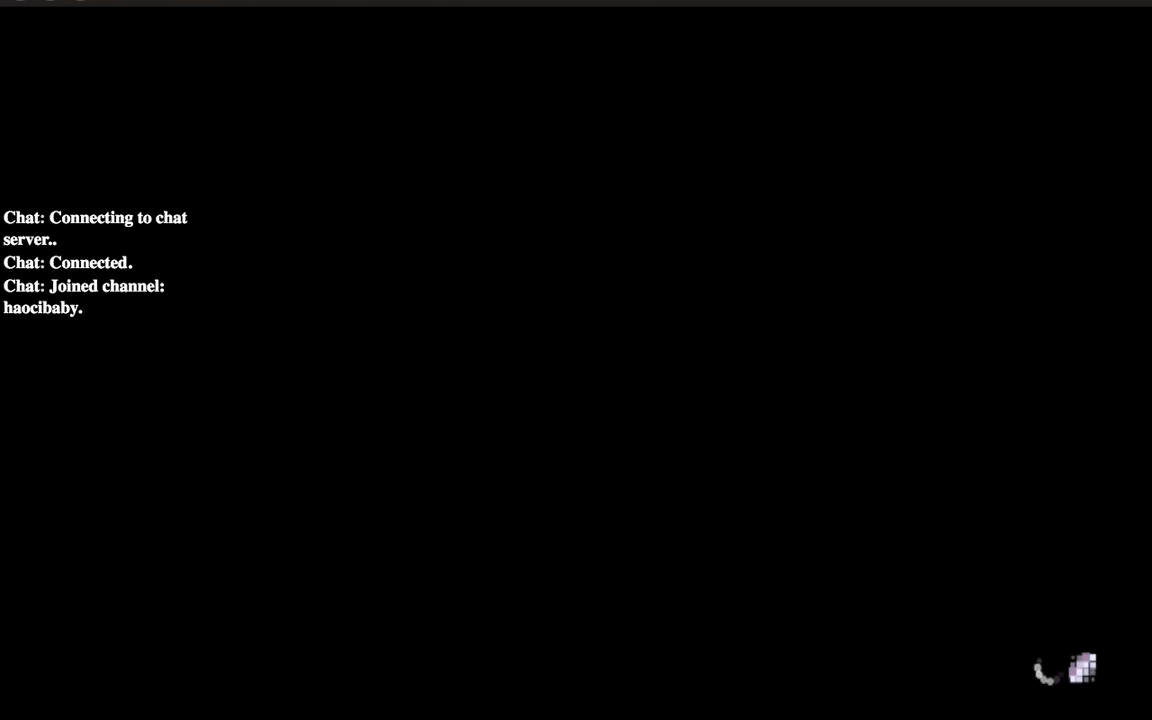 Chat: Connecting to chat
server..
Chat: Connected.
Chat: Joined channel:
haocibaby.